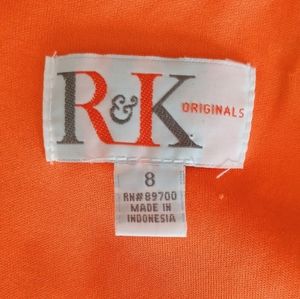 R&K ORIGINALS
8
RN# 89700
MADE IN
INDONESIA